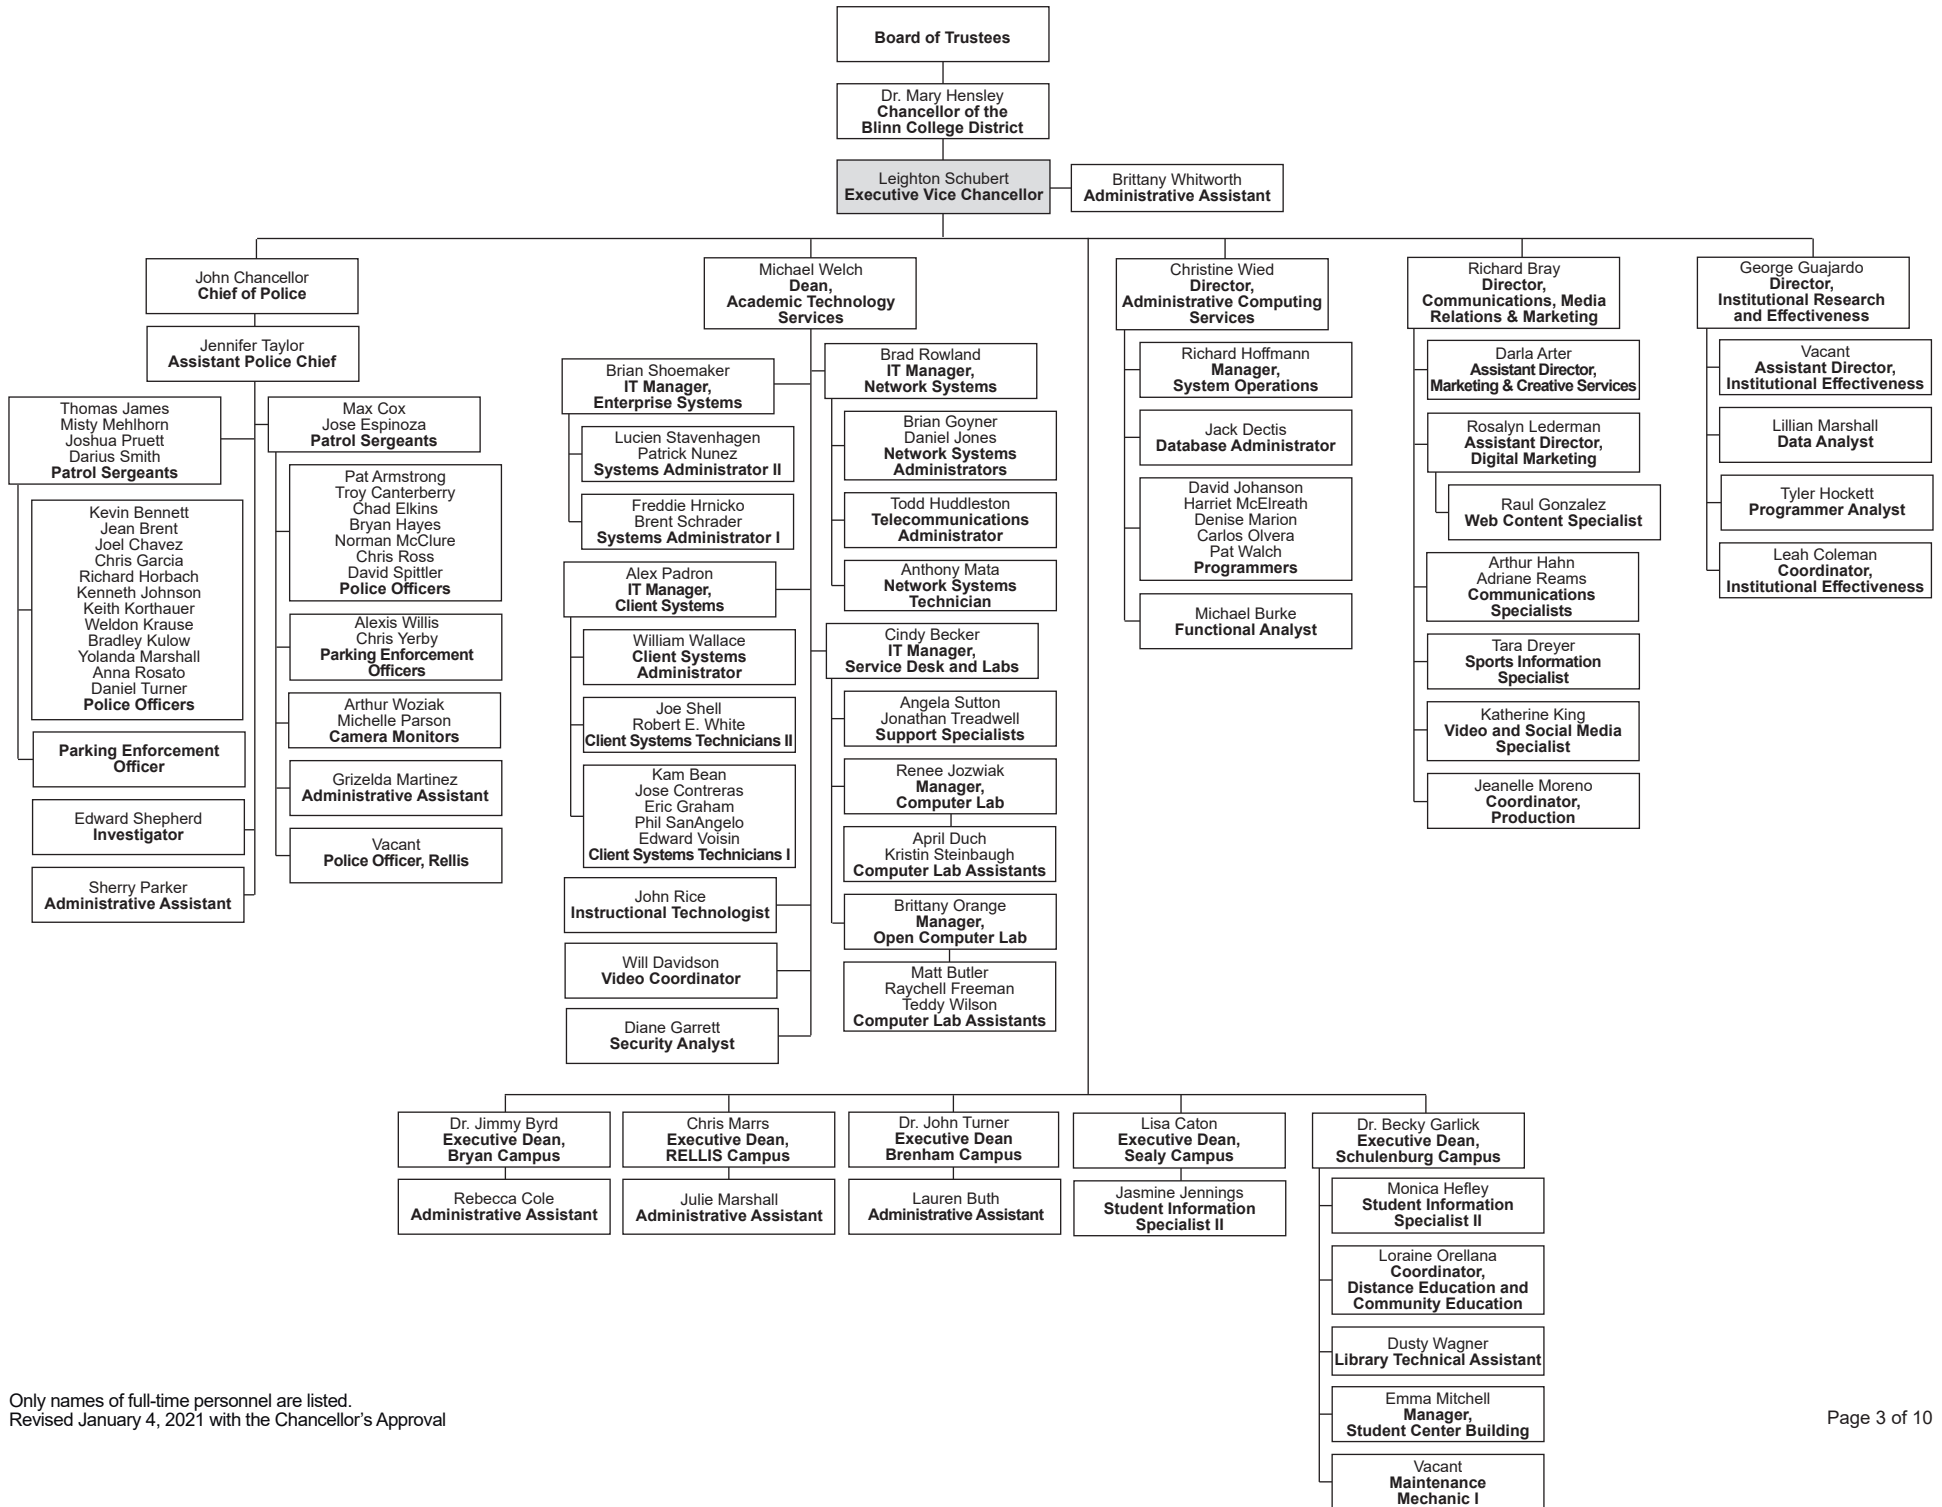 Board of Trustees
Dr. Mary Hensley
Chancellor of the
Blinn College District
Leighton Schubert
Executive Vice Chancellor
Brittany Whitworth
Administrative Assistant
John Chancellor
Chief of Police
Jennifer Taylor
Assistant Police Chief
Thomas James
Misty Mehlhorn
Joshua Pruett
Darius Smith
Patrol Sergeants
Kevin Bennett
Jean Brent
Joel Chavez
Chris Garcia
Richard Horbach
Kenneth Johnson
Keith Korthauer
Weldon Krause
Bradley Kulow
Yolanda Marshall
Anna Rosato
Daniel Turner
Police Officers
Parking Enforcement
Officer
Edward Shepherd
Investigator
Sherry Parker
Administrative Assistant
Max Cox
Jose Espinoza
Patrol Sergeants
Pat Armstrong
Troy Canterberry
Chad Elkins
Bryan Hayes
Norman McClure
Chris Ross
David Spittler
Police Officers
Alexis Willis
Chris Yerby
Parking Enforcement
Officers
Arthur Woziak
Michelle Parson
Camera Monitors
Grizelda Martinez
Administrative Assistant
Vacant
Police Officer, Rellis
Michael Welch
Dean,
Academic Technology
Services
Brian Shoemaker
IT Manager,
Enterprise Systems
Lucien Stavenhagen
Patrick Nunez
Systems Administrator II
Freddie Hrnicko
Brent Schrader
Systems Administrator I
Alex Padron
IT Manager,
Client Systems
William Wallace
Client Systems
Administrator
Joe Shell
Robert E. White
Client Systems Technicians II
Kam Bean
Jose Contreras
Eric Graham
Phil SanAngelo
Edward Voisin
Client Systems Technicians I
John Rice
Instructional Technologist
Will Davidson
Video Coordinator
Diane Garrett
Security Analyst
Brad Rowland
IT Manager,
Network Systems
Brian Goyner
Daniel Jones
Network Systems
Administrators
Todd Huddleston
Telecommunications
Administrator
Anthony Mata
Network Systems
Technician
Cindy Becker
IT Manager,
Service Desk and Labs
Angela Sutton
Jonathan Treadwell
Support Specialists
Renee Jozwiak
Manager,
Computer Lab
April Duch
Kristin Steinbaugh
Computer Lab Assistants
Brittany Orange
Manager,
Open Computer Lab
Matt Butler
Raychell Freeman
Teddy Wilson
Computer Lab Assistants
Christine Wied
Director,
Administrative Computing
Services
Richard Hoffmann
Manager,
System Operations
Jack Dectis
Database Administrator
David Johanson
Harriet McElreath
Denise Marion
Carlos Olvera
Pat Walch
Programmers
Michael Burke
Functional Analyst
Richard Bray
Director,
Communications, Media
Relations & Marketing
Darla Arter
Assistant Director,
Marketing & Creative Services
Rosalyn Lederman
Assistant Director,
Digital Marketing
Raul Gonzalez
Web Content Specialist
Arthur Hahn
Adriane Reams
Communications
Specialists
Tara Dreyer
Sports Information
Specialist
Katherine King
Video and Social Media
Specialist
Jeanelle Moreno
Coordinator,
Production
George Guajardo
Director,
Institutional Research
and Effectiveness
Vacant
Assistant Director,
Institutional Effectiveness
Lillian Marshall
Data Analyst
Tyler Hockett
Programmer Analyst
Leah Coleman
Coordinator,
Institutional Effectiveness
Dr. Jimmy Byrd
Executive Dean,
Bryan Campus
Rebecca Cole
Administrative Assistant
Chris Marrs
Executive Dean,
RELLIS Campus
Julie Marshall
Administrative Assistant
Dr. John Turner
Executive Dean
Brenham Campus
Lauren Buth
Administrative Assistant
Lisa Caton
Executive Dean,
Sealy Campus
Jasmine Jennings
Student Information
Specialist II
Dr. Becky Garlick
Executive Dean,
Schulenburg Campus
Monica Hefley
Student Information
Specialist II
Loraine Orellana
Coordinator,
Distance Education and
Community Education
Dusty Wagner
Library Technical Assistant
Emma Mitchell
Manager,
Student Center Building
Vacant
Maintenance
Mechanic I
Only names of full-time personnel are listed.
Revised January 4, 2021 with the Chancellor's Approval
Page 3 of 10